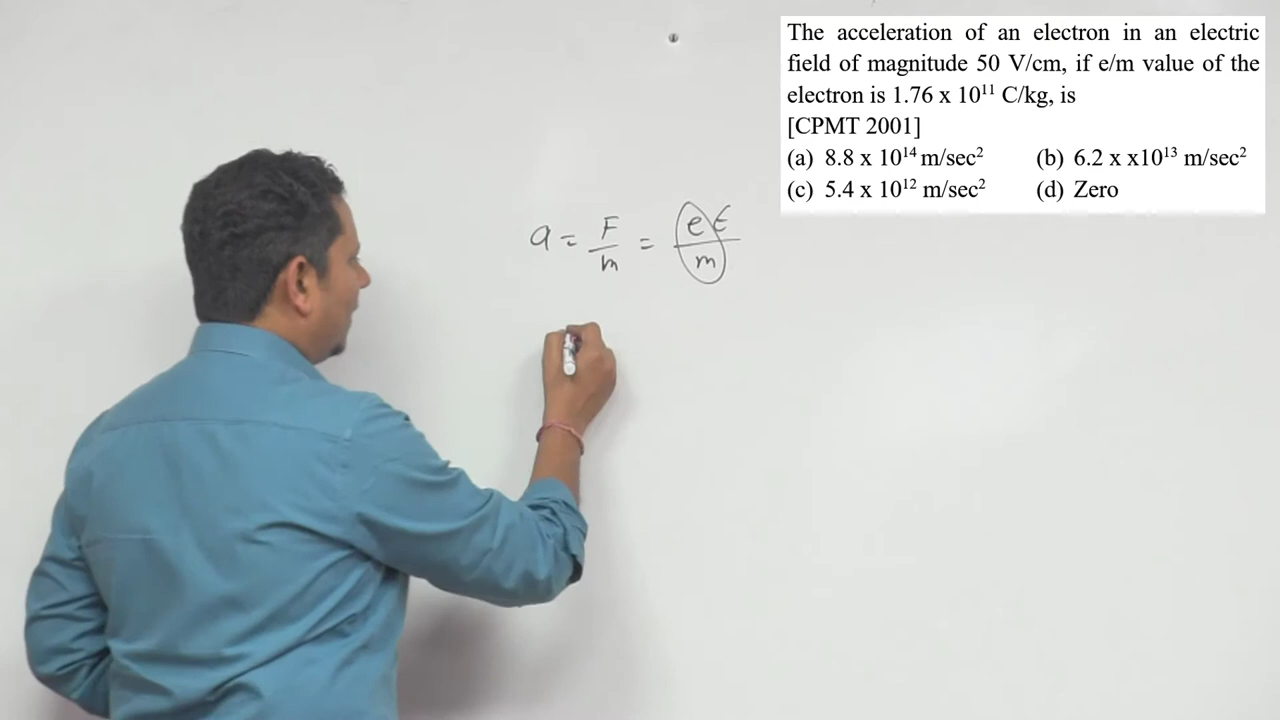 The acceleration of an electron in an electric
field of magnitude 50 V/cm, if e/m value of the
electron is 1.76 x 10¹¹ C/kg, is
[CPMT 2001]
(a) 8.8 x 10¹⁴ m/sec² (b) 6.2 x x10¹³ m/sec²
(c) 5.4 x 10¹² m/sec² (d) Zero
a = F/m = eE/m